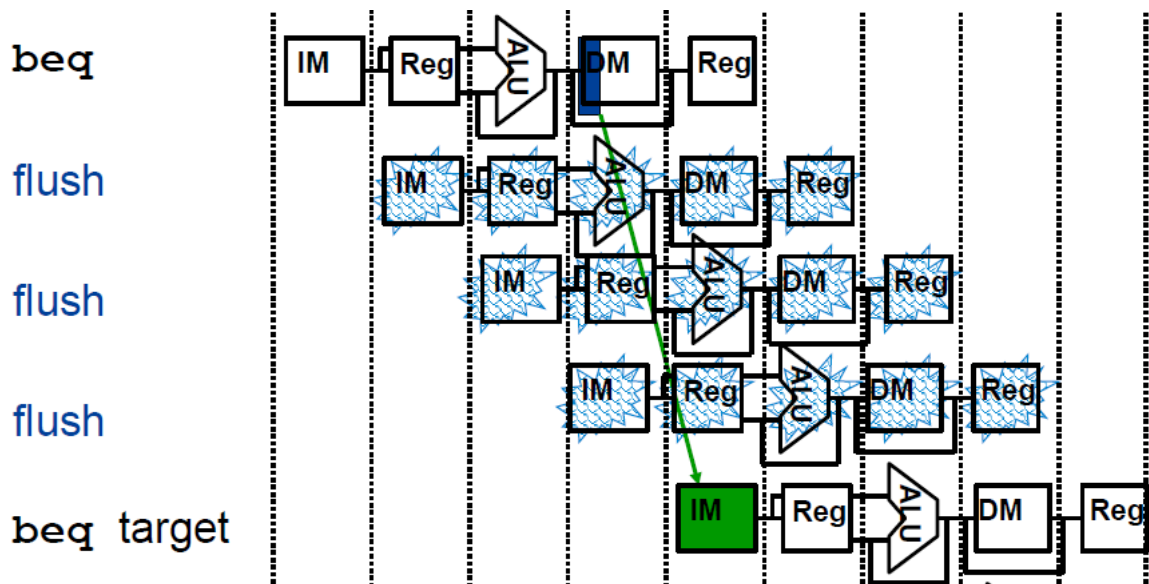 beq IM Reg ALU DM Reg
flush IM Reg ALU DM Reg
flush IM Reg ALU DM Reg
flush IM Reg ALU DM Reg
beq target IM Reg ALU DM Reg